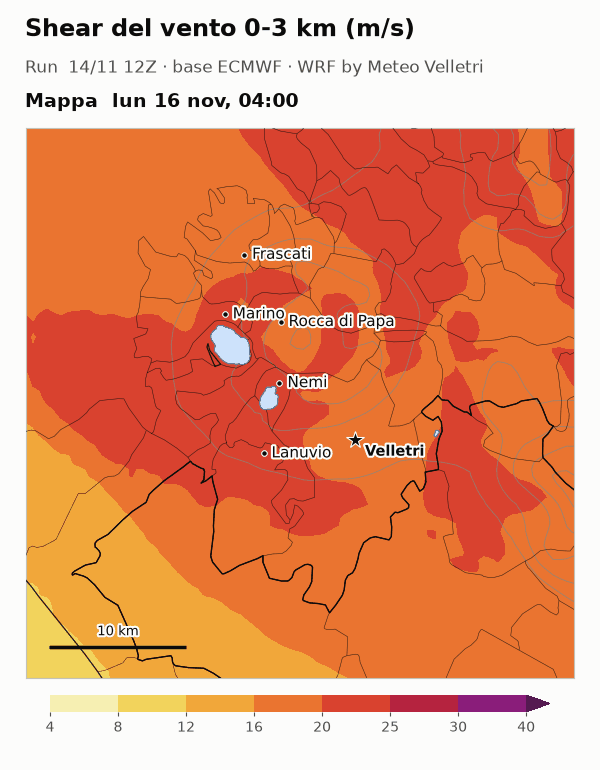 Shear del vento 0-3 km (m/s)
Run  14/11 12Z · base ECMWF · WRF by Meteo Velletri
Mappa  lun 16 nov, 04:00
Frascati
Marino
Rocca di Papa
Nemi
Velletri
Lanuvio
10 km
4 8 12 16 20 25 30 40